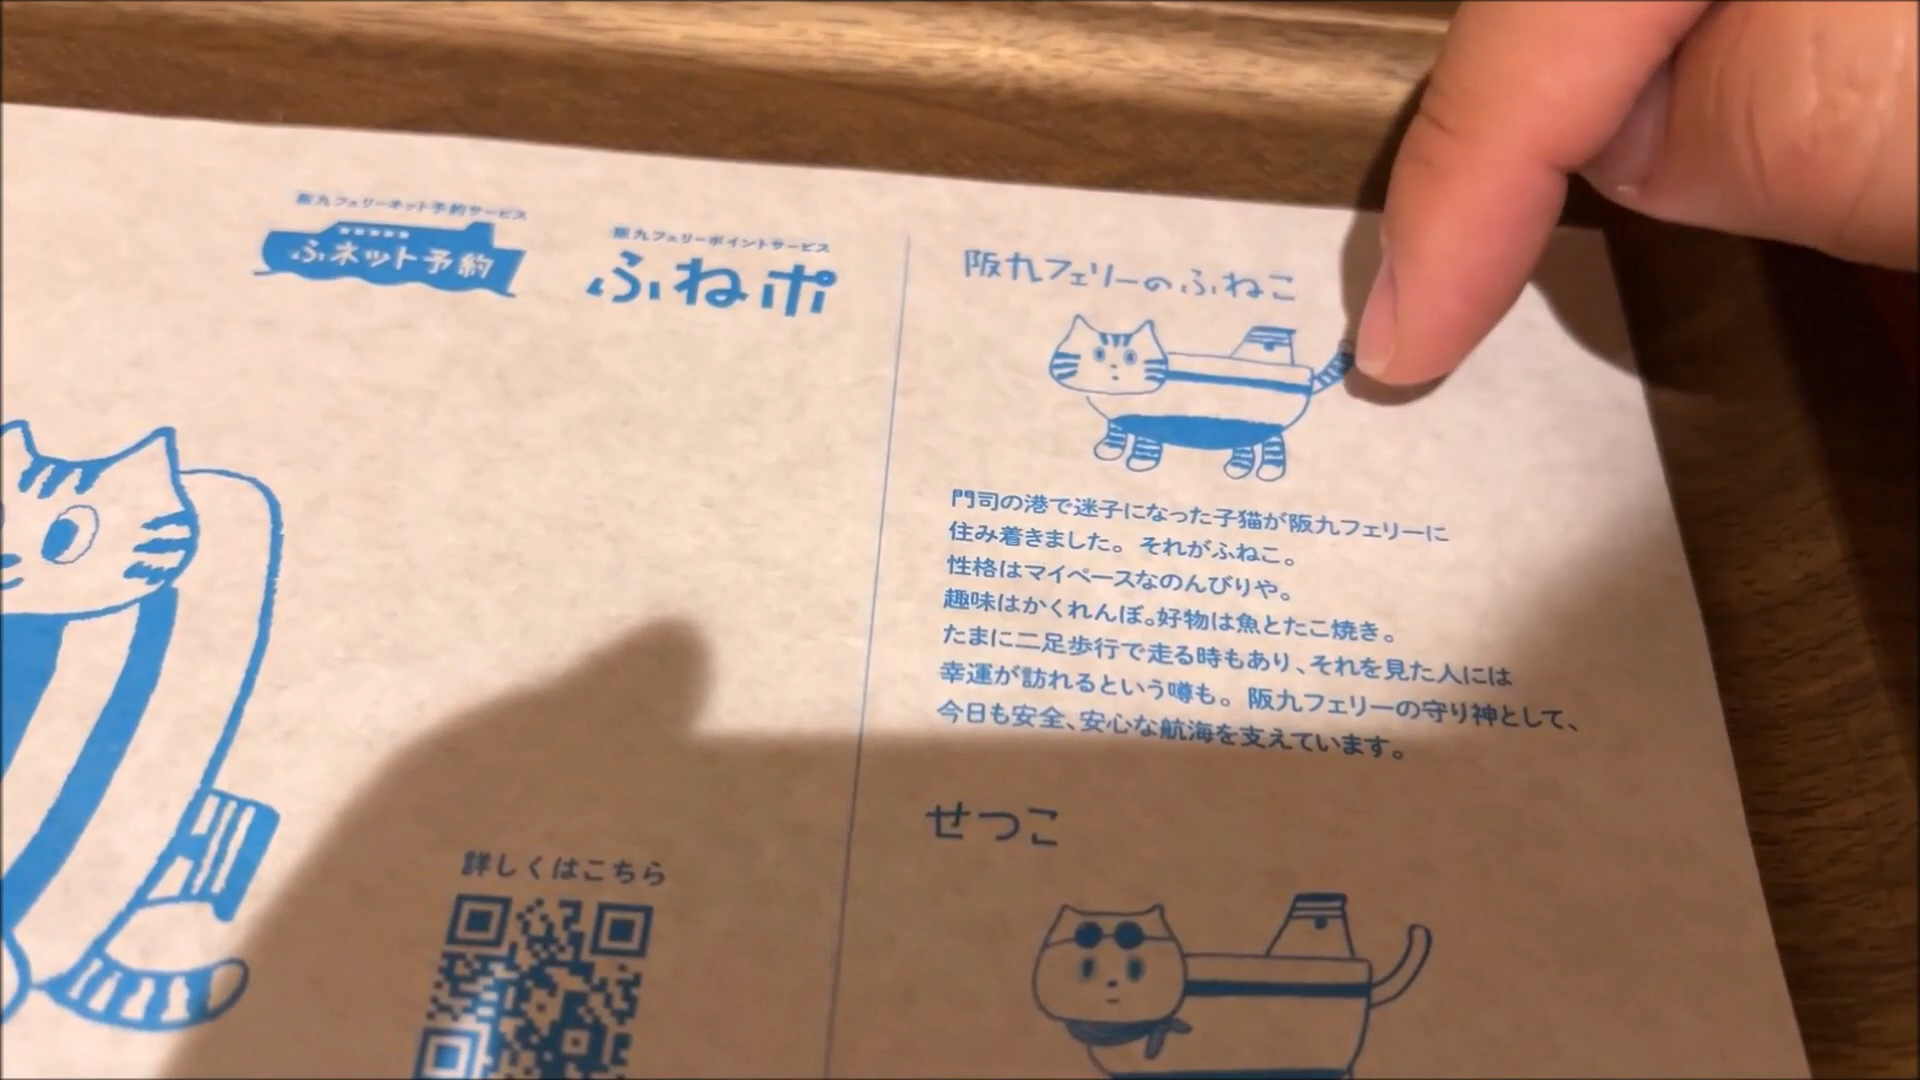 阪九フェリーネット予約サービス
ふネット予約
阪九フェリーポイントサービス
ふねポ
詳しくはこちら
阪九フェリーのふねこ
門司の港で迷子になった子猫が阪九フェリーに
住み着きました。それがふねこ。
性格はマイペースなのんびりや。
趣味はかくれんぼ。好物は魚とたこ焼き。
たまに二足歩行で走る時もあり、それを見た人には
幸運が訪れるという噂も。阪九フェリーの守り神として、
今日も安全、安心な航海を支えています。
せつこ